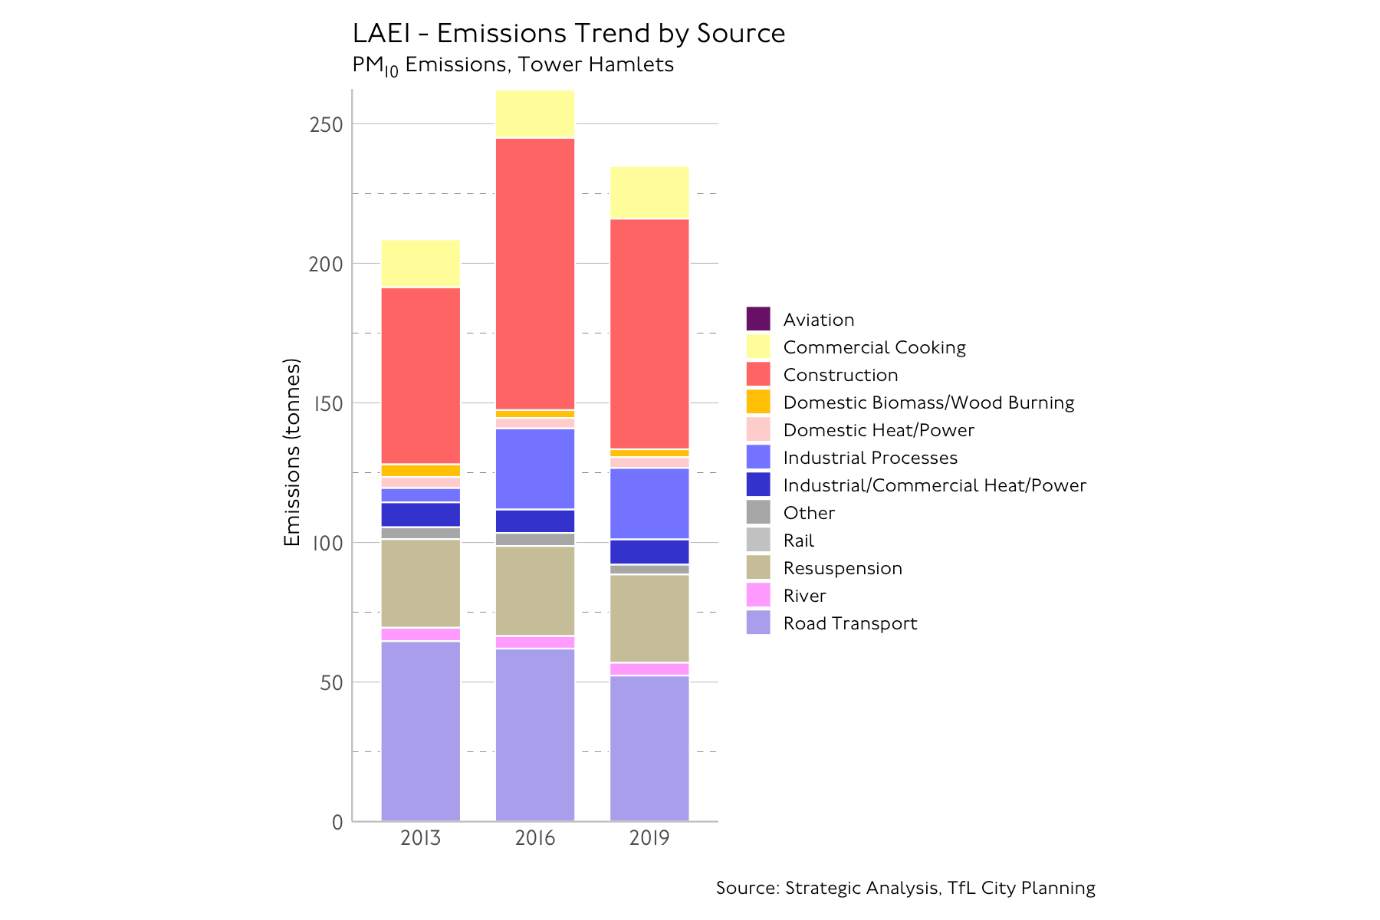 LAEI - Emissions Trend by Source
PM10 Emissions, Tower Hamlets
Emissions (tonnes)
250
200
150
100
50
0
2013 2016 2019
Aviation
Commercial Cooking
Construction
Domestic Biomass/Wood Burning
Domestic Heat/Power
Industrial Processes
Industrial/Commercial Heat/Power
Other
Rail
Resuspension
River
Road Transport
Source: Strategic Analysis, TfL City Planning